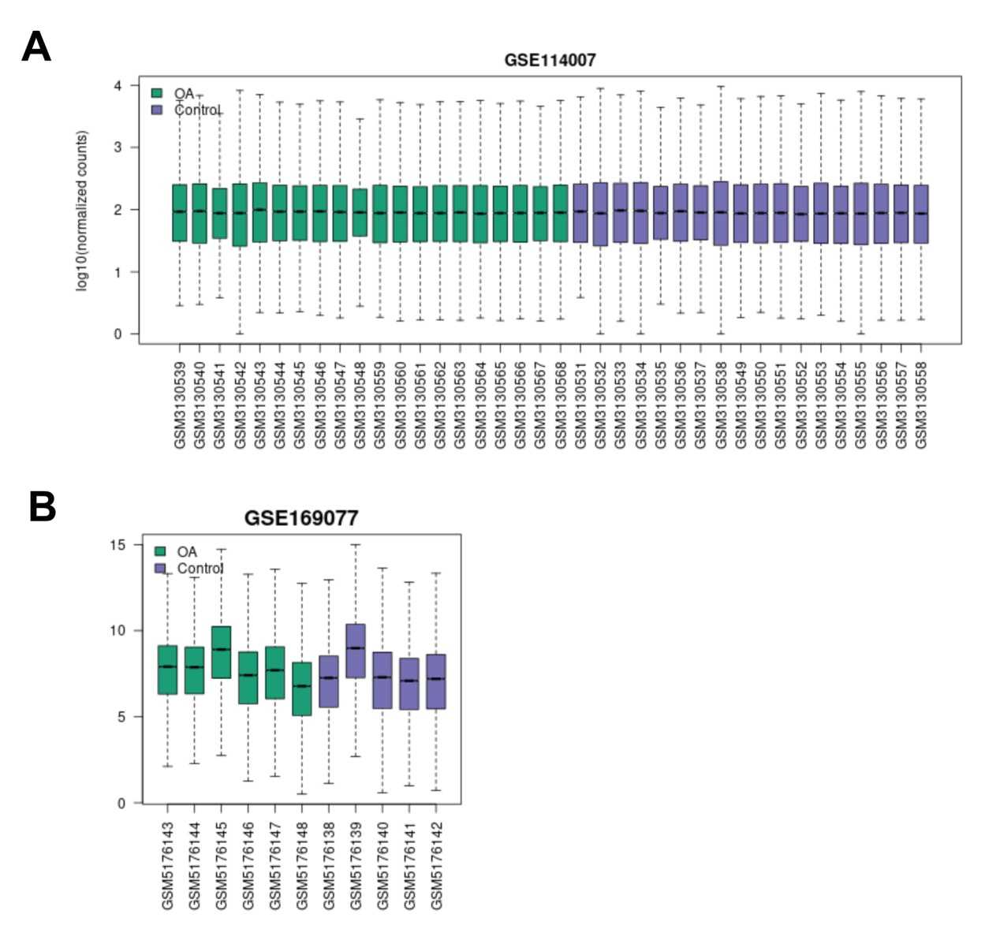 A
GSE114007
OA
Control
log10(normalized counts)
4
3
2
1
0
GSM3130539
GSM3130540
GSM3130541
GSM3130542
GSM3130543
GSM3130544
GSM3130545
GSM3130546
GSM3130547
GSM3130548
GSM3130559
GSM3130560
GSM3130561
GSM3130562
GSM3130563
GSM3130564
GSM3130565
GSM3130566
GSM3130567
GSM3130568
GSM3130531
GSM3130532
GSM3130533
GSM3130534
GSM3130535
GSM3130536
GSM3130537
GSM3130538
GSM3130549
GSM3130550
GSM3130551
GSM3130552
GSM3130553
GSM3130554
GSM3130555
GSM3130556
GSM3130557
GSM3130558
B
GSE169077
OA
Control
15
10
5
0
GSM5176143
GSM5176144
GSM5176145
GSM5176146
GSM5176147
GSM5176148
GSM5176138
GSM5176139
GSM5176140
GSM5176141
GSM5176142